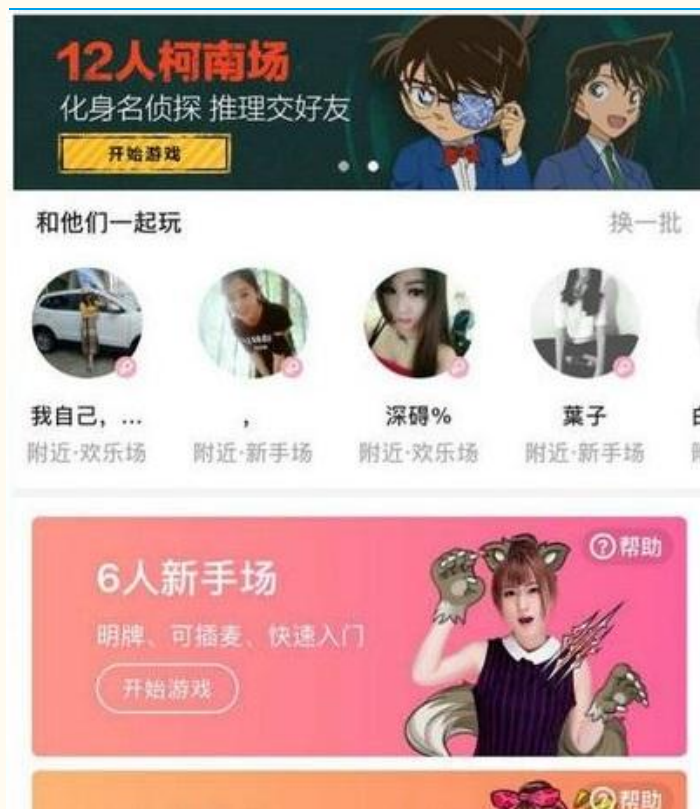 12人柯南场
化身名侦探 推理交好友
开始游戏
和他们一起玩
换一批
我自己，...
，
深碍%
葉子
附近·欢乐场
附近·新手场
附近·欢乐场
附近·新手场
?帮助
6人新手场
明牌、可插麦、快速入门
开始游戏
?帮助